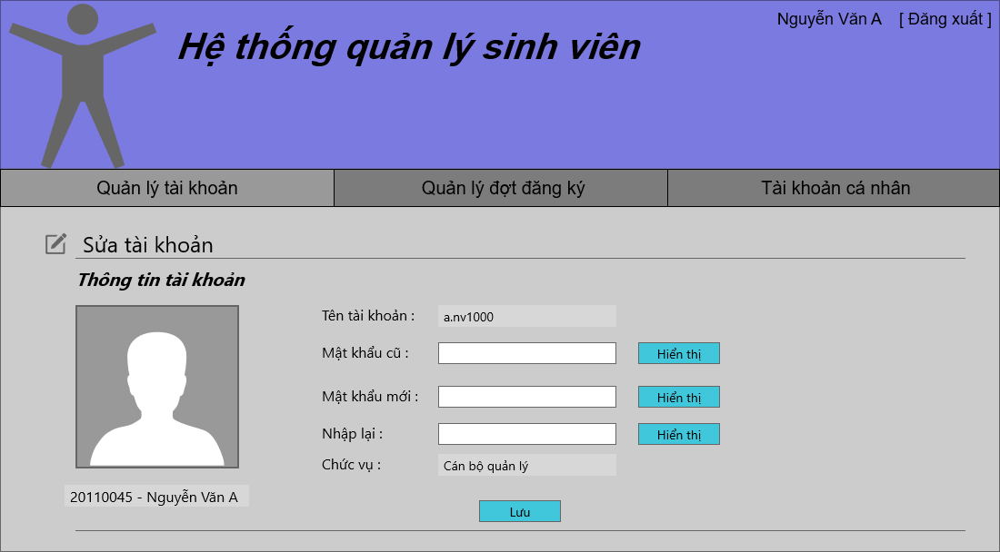 Nguyễn Văn A [ Đăng xuất ]
Hệ thống quản lý sinh viên
Quản lý tài khoản
Quản lý đợt đăng ký
Tài khoản cá nhân
Sửa tài khoản
Thông tin tài khoản
Tên tài khoản : a.nv1000
Mật khẩu cũ : Hiển thị
Mật khẩu mới : Hiển thị
Nhập lại : Hiển thị
Chức vụ : Cán bộ quản lý
20110045 - Nguyễn Văn A
Lưu